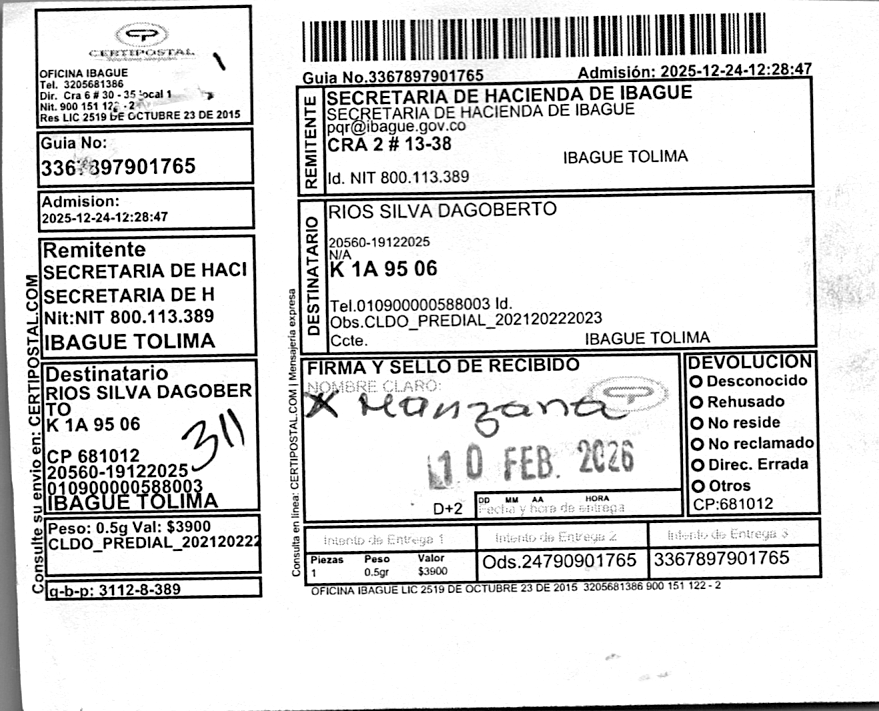 CERTIPOSTAL
OFICINA IBAGUE
Tel. 3205681386
Dir. Cra 6 # 30 - 35 local 1
Nit. 900 151 122 - 2
Res LIC 2519 DE OCTUBRE 23 DE 2015
Guia No:
3367897901765
Admision:
2025-12-24-12:28:47
Remitente
SECRETARIA DE HACI
SECRETARIA DE H
Nit:NIT 800.113.389
IBAGUE TOLIMA
Destinatario
RIOS SILVA DAGOBER
TO
K 1A 95 06
311
CP 681012
20560-19122025
010900000588003
IBAGUE TOLIMA
Peso: 0.5g Val: $3900
CLDO_PREDIAL_202120222
q-b-p: 3112-8-389
Consulte su envio en: CERTIPOSTAL.COM
Guia No.3367897901765 Admisión: 2025-12-24-12:28:47
REMITENTE
SECRETARIA DE HACIENDA DE IBAGUE
SECRETARIA DE HACIENDA DE IBAGUE
pqr@ibague.gov.co
CRA 2 # 13-38
IBAGUE TOLIMA
Id. NIT 800.113.389
DESTINATARIO
RIOS SILVA DAGOBERTO
20560-19122025
N/A
K 1A 95 06
Tel.010900000588003 Id.
Obs.CLDO_PREDIAL_202120222023
Ccte. IBAGUE TOLIMA
FIRMA Y SELLO DE RECIBIDO
NOMBRE CLARO:
X Manzana
10 FEB. 2026
D+2
DD MM AA HORA
Fecha y hora de entrega
DEVOLUCION
Desconocido
Rehusado
No reside
No reclamado
Direc. Errada
Otros
CP:681012
Intento de Entrega 1 Intento de Entrega 2 Intento de Entrega 3
Piezas Peso Valor
1 0.5gr $3900
Ods.24790901765 3367897901765
OFICINA IBAGUE LIC 2519 DE OCTUBRE 23 DE 2015 3205681386 900 151 122 - 2
Consulta en línea: CERTIPOSTAL.COM | Mensajería expresa